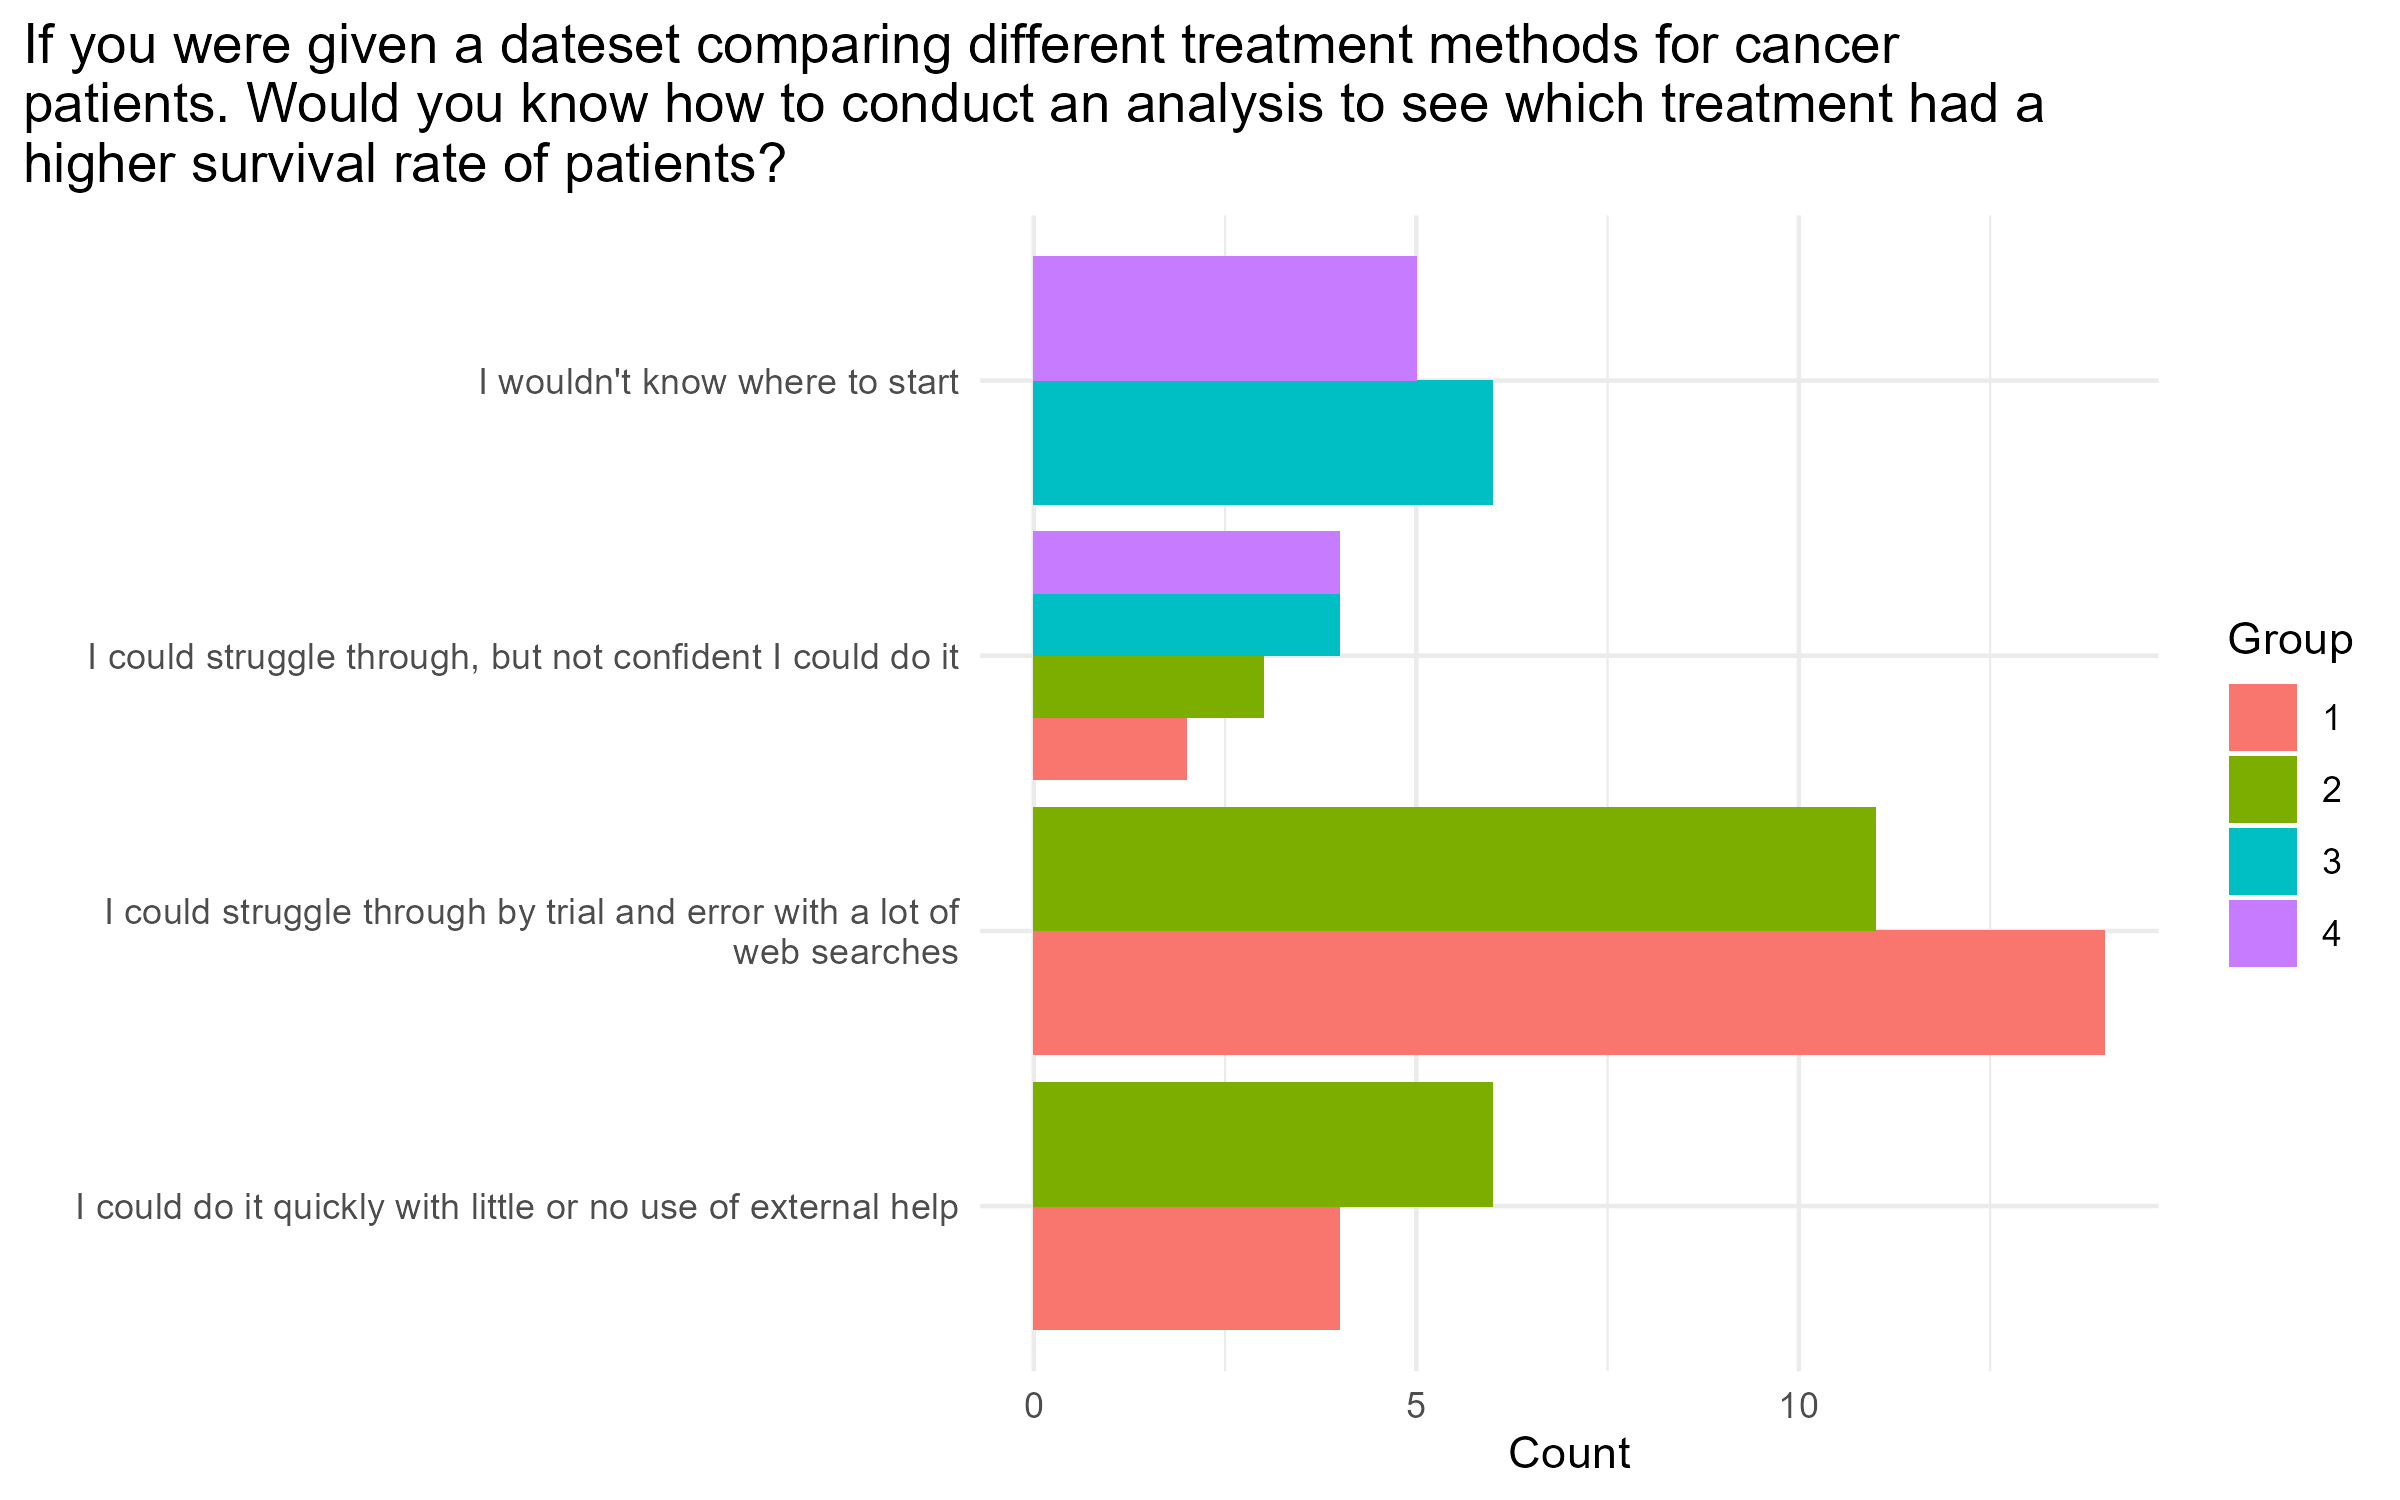 If you were given a dateset comparing different treatment methods for cancer
patients. Would you know how to conduct an analysis to see which treatment had a
higher survival rate of patients?
I wouldn't know where to start
I could struggle through, but not confident I could do it
I could struggle through by trial and error with a lot of
web searches
I could do it quickly with little or no use of external help
0
5
10
Count
Group
1
2
3
4